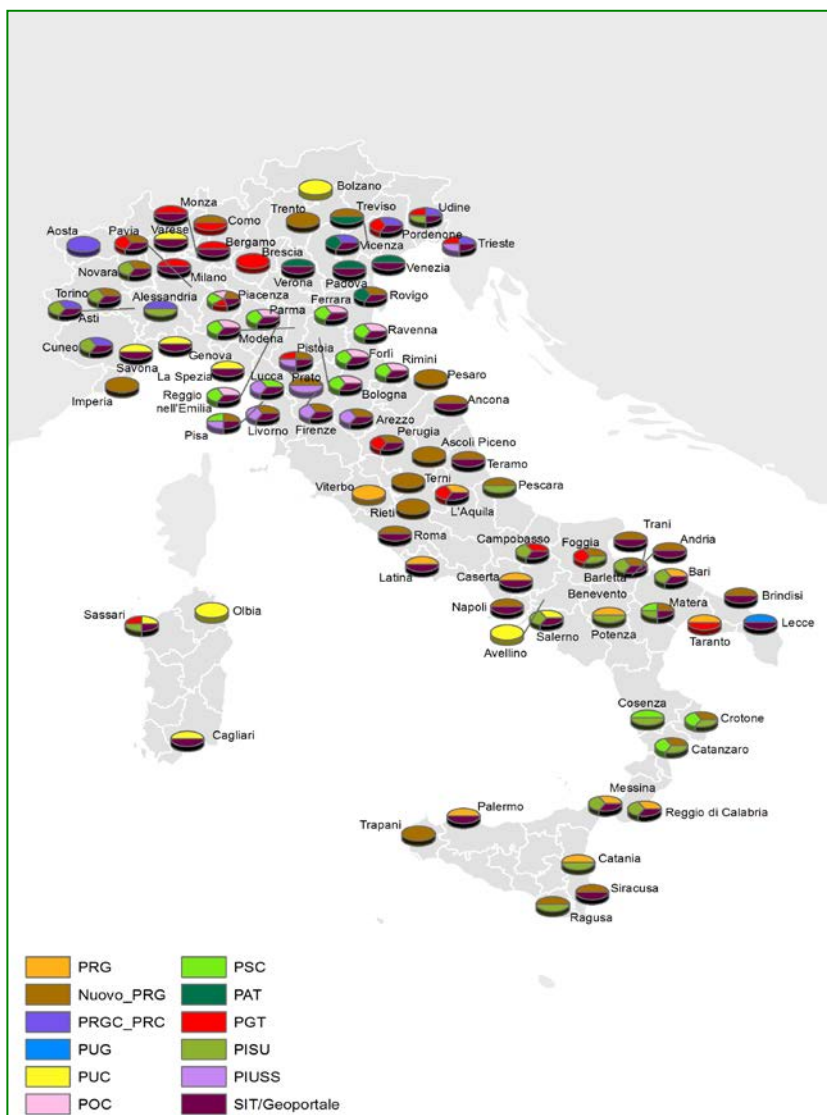 Bolzano
Monza
Treviso
Udine
Trento
Aosta
Pavia
Varese
Como
Pordenone
Vicenza
Bergamo
Trieste
Brescia
Novara
Milano
Verona
Padova
Venezia
Torino
Alessandria
Piacenza
Ferrara
Rovigo
Asti
Parma
Modena
Ravenna
Cuneo
Genova
Savona
Pistoia
Forlì
Rimini
La Spezia
Lucca
Prato
Pesaro
Imperia
Reggio
nell'Emilia
Bologna
Ancona
Pisa
Livorno
Firenze
Arezzo
Perugia
Ascoli Piceno
Teramo
Terni
Pescara
Viterbo
Rieti
L'Aquila
Trani
Roma
Campobasso
Foggia
Andria
Latina
Caserta
Barletta
Bari
Benevento
Brindisi
Napoli
Matera
Sassari
Olbia
Salerno
Potenza
Taranto
Lecce
Avellino
Cosenza
Crotone
Cagliari
Catanzaro
Messina
Palermo
Reggio di Calabria
Trapani
Catania
Siracusa
Ragusa
PRG
Nuovo_PRG
PRGC_PRC
PUG
PUC
POC
PSC
PAT
PGT
PISU
PIUSS
SIT/Geoportale